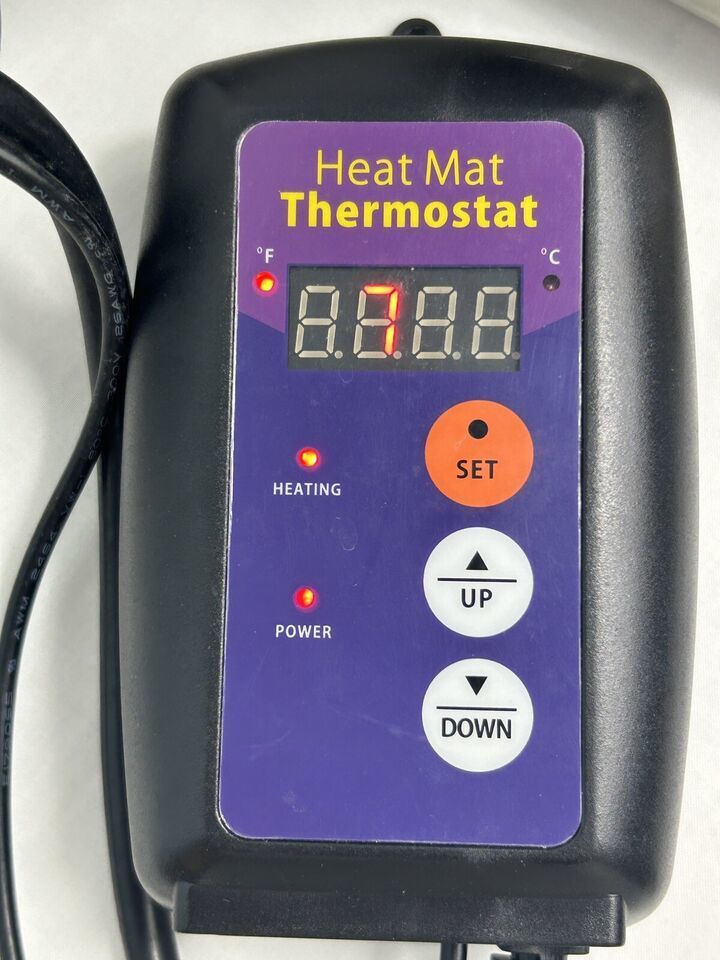 Heat Mat
Thermostat
°F
°C
7
SET
HEATING
UP
POWER
DOWN